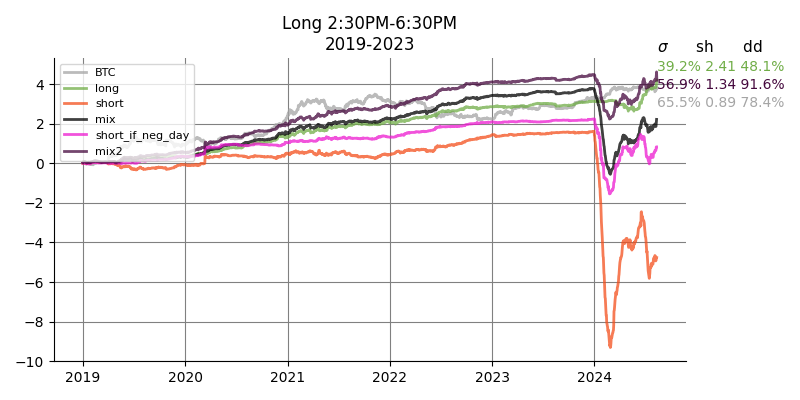 Long 2:30PM-6:30PM
2019-2023
σ sh dd
39.2% 2.41 48.1%
56.9% 1.34 91.6%
65.5% 0.89 78.4%
BTC
long
short
mix
short_if_neg_day
mix2
4
2
0
−2
−4
−6
−8
−10
2019 2020 2021 2022 2023 2024